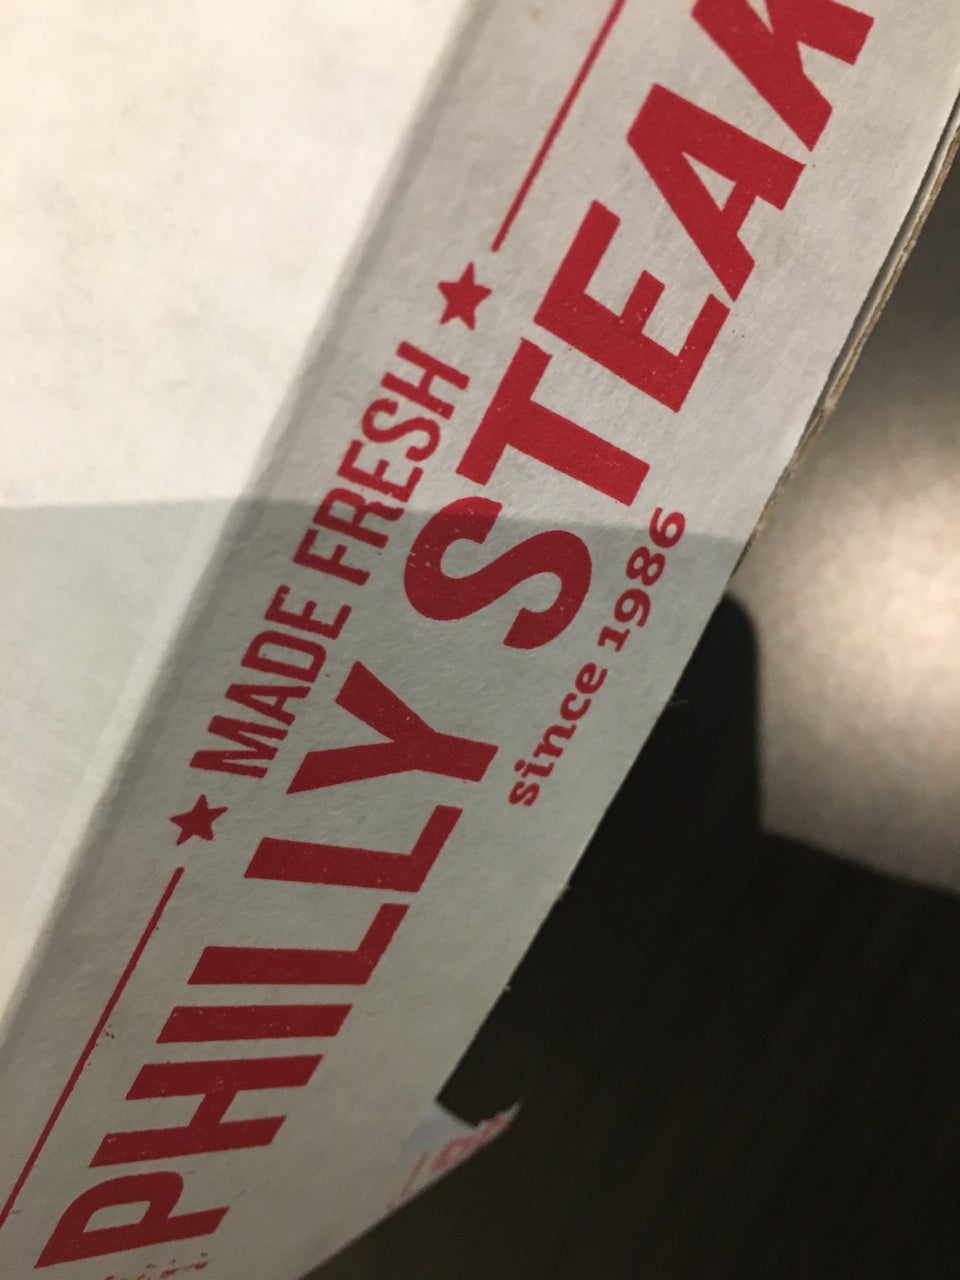 MADE FRESH
PHILLY STEAK
since 1986